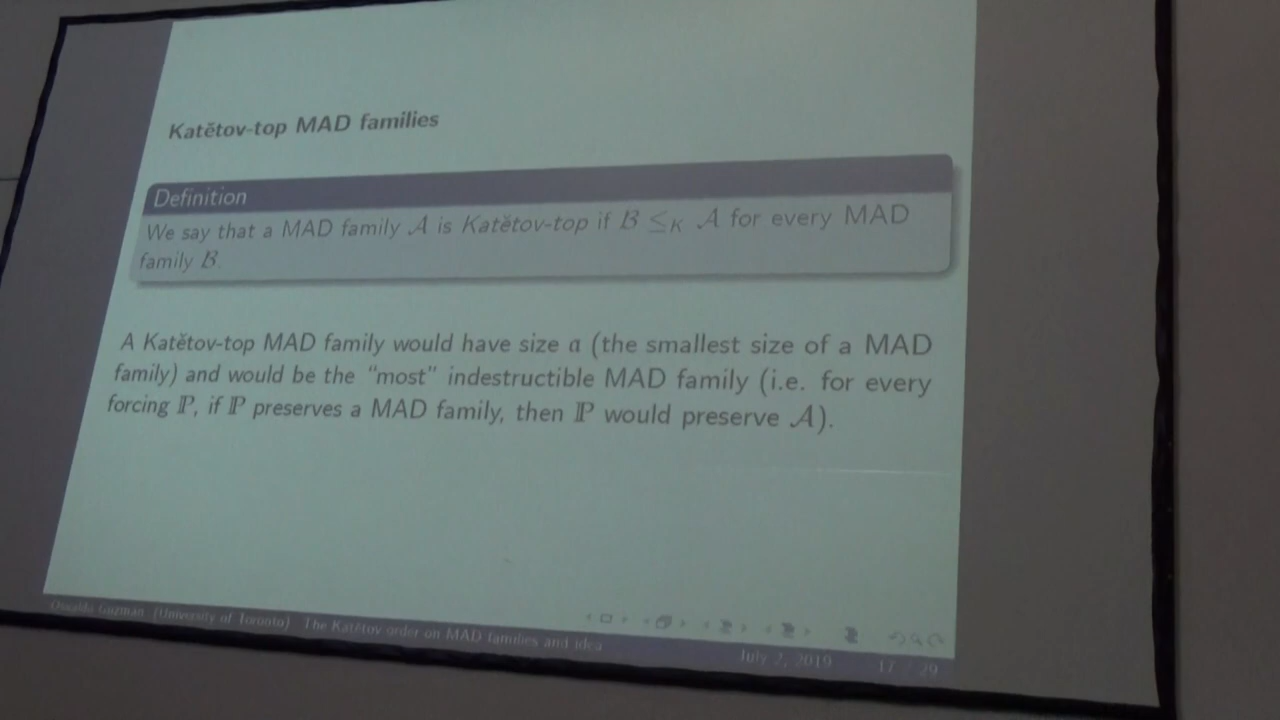 Katětov-top MAD families
Definition
We say that a MAD family 𝒜 is Katětov-top if ℬ ≤_K 𝒜 for every MAD
family ℬ.
A Katětov-top MAD family would have size 𝔞 (the smallest size of a MAD
family) and would be the “most” indestructible MAD family (i.e. for every
forcing ℙ, if ℙ preserves a MAD family, then ℙ would preserve 𝒜).
Osvaldo Guzmán (University of Toronto) The Katětov order on MAD families and idea July 2, 2019 17 / 29